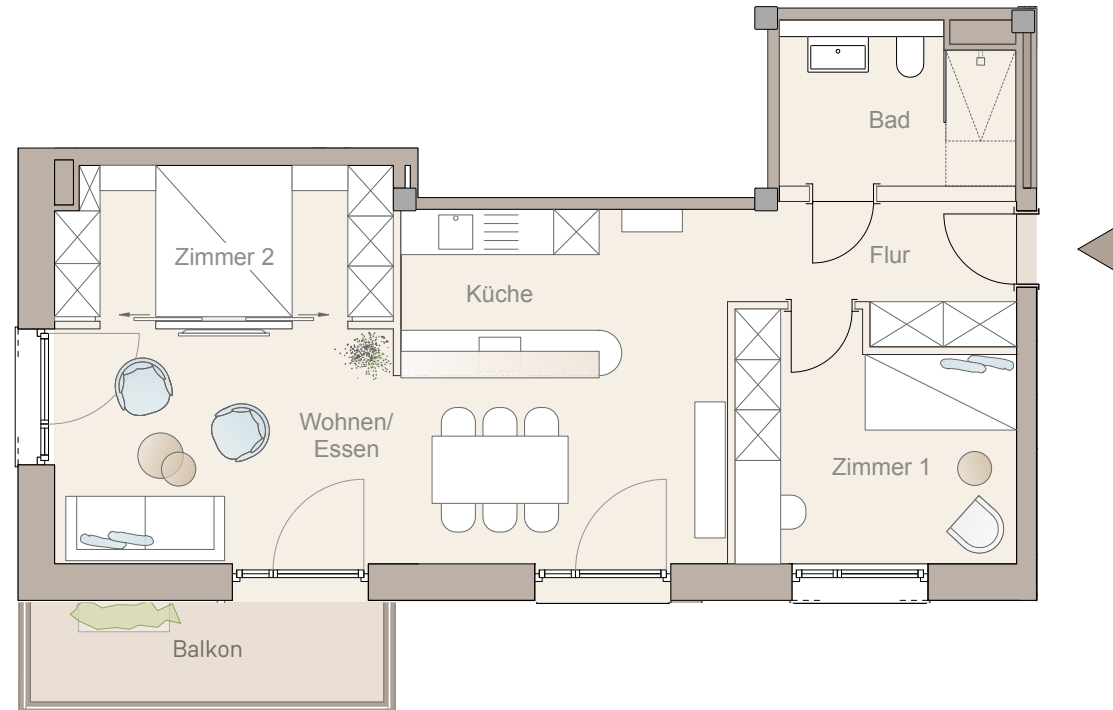 Bad
Zimmer 2
Flur
Küche
Wohnen/
Essen
Zimmer 1
Balkon